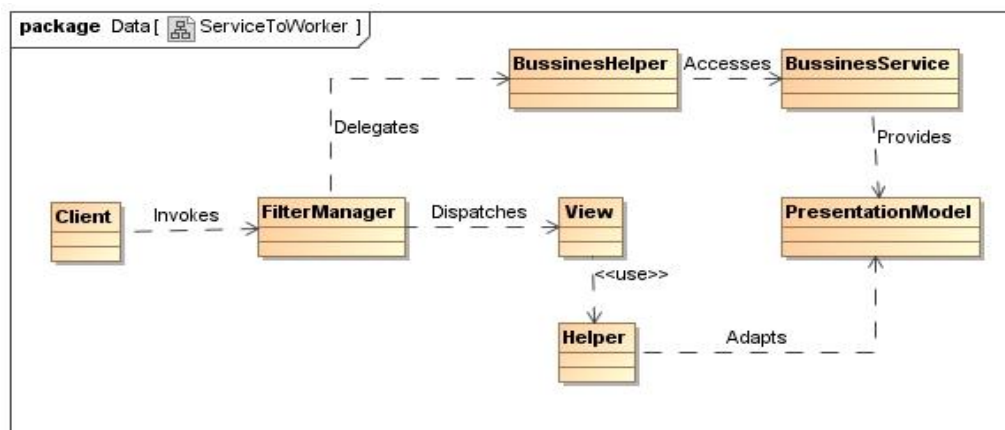 package Data[ ServiceToWorker ]
BussinesHelper
Accesses
BussinesService
Delegates
Provides
Client
Invokes
FilterManager
Dispatches
View
PresentationModel
<<use>>
Helper
Adapts